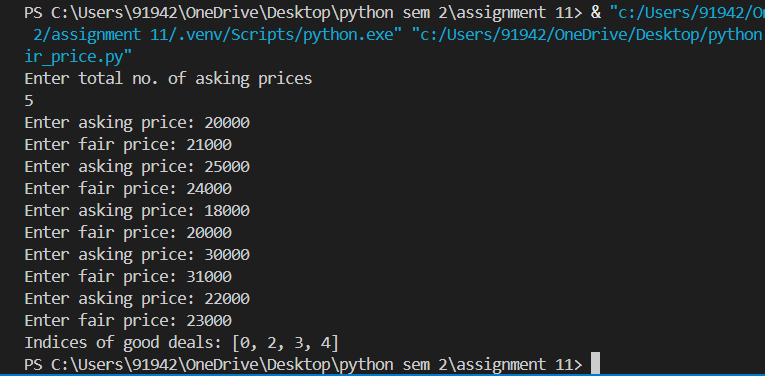 PS C:\Users\91942\OneDrive\Desktop\python sem 2\assignment 11> & "c:/Users/91942/On
2/assignment 11/.venv/Scripts/python.exe" "c:/Users/91942/OneDrive/Desktop/python
ir_price.py"
Enter total no. of asking prices
5
Enter asking price: 20000
Enter fair price: 21000
Enter asking price: 25000
Enter fair price: 24000
Enter asking price: 18000
Enter fair price: 20000
Enter asking price: 30000
Enter fair price: 31000
Enter asking price: 22000
Enter fair price: 23000
Indices of good deals: [0, 2, 3, 4]
PS C:\Users\91942\OneDrive\Desktop\python sem 2\assignment 11>